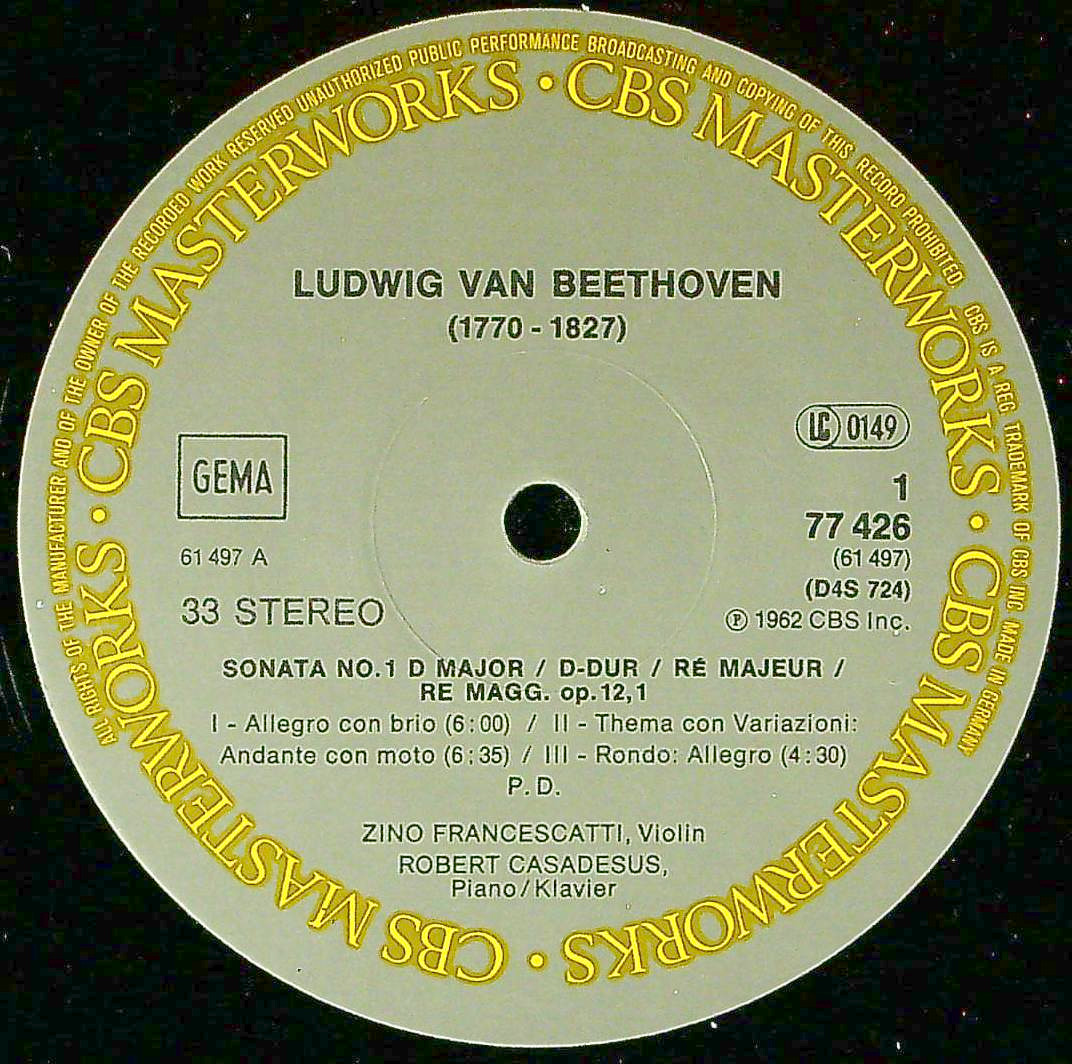 ALL RIGHTS OF THE MANUFACTURER AND OF THE OWNER OF THE RECORDED WORK RESERVED UNAUTHORIZED PUBLIC PERFORMANCE BROADCASTING AND COPYING OF THIS RECORD PROHIBITED. CBS IS A REG. TRADEMARK OF CBS INC. MADE IN GERMANY
CBS MASTERWORKS · CBS MASTERWORKS · CBS MASTERWORKS · CBS MASTERWORKS ·
LUDWIG VAN BEETHOVEN
(1770 - 1827)
LC 0149
GEMA
1
77 426
61 497 A
(61 497)
(D4S 724)
33 STEREO
℗ 1962 CBS Inc.
SONATA NO. 1 D MAJOR / D-DUR / RÉ MAJEUR /
RE MAGG. op. 12,1
I - Allegro con brio (6:00) / II - Thema con Variazioni:
Andante con moto (6:35) / III - Rondo: Allegro (4:30)
P. D.
ZINO FRANCESCATTI, Violin
ROBERT CASADESUS,
Piano/Klavier